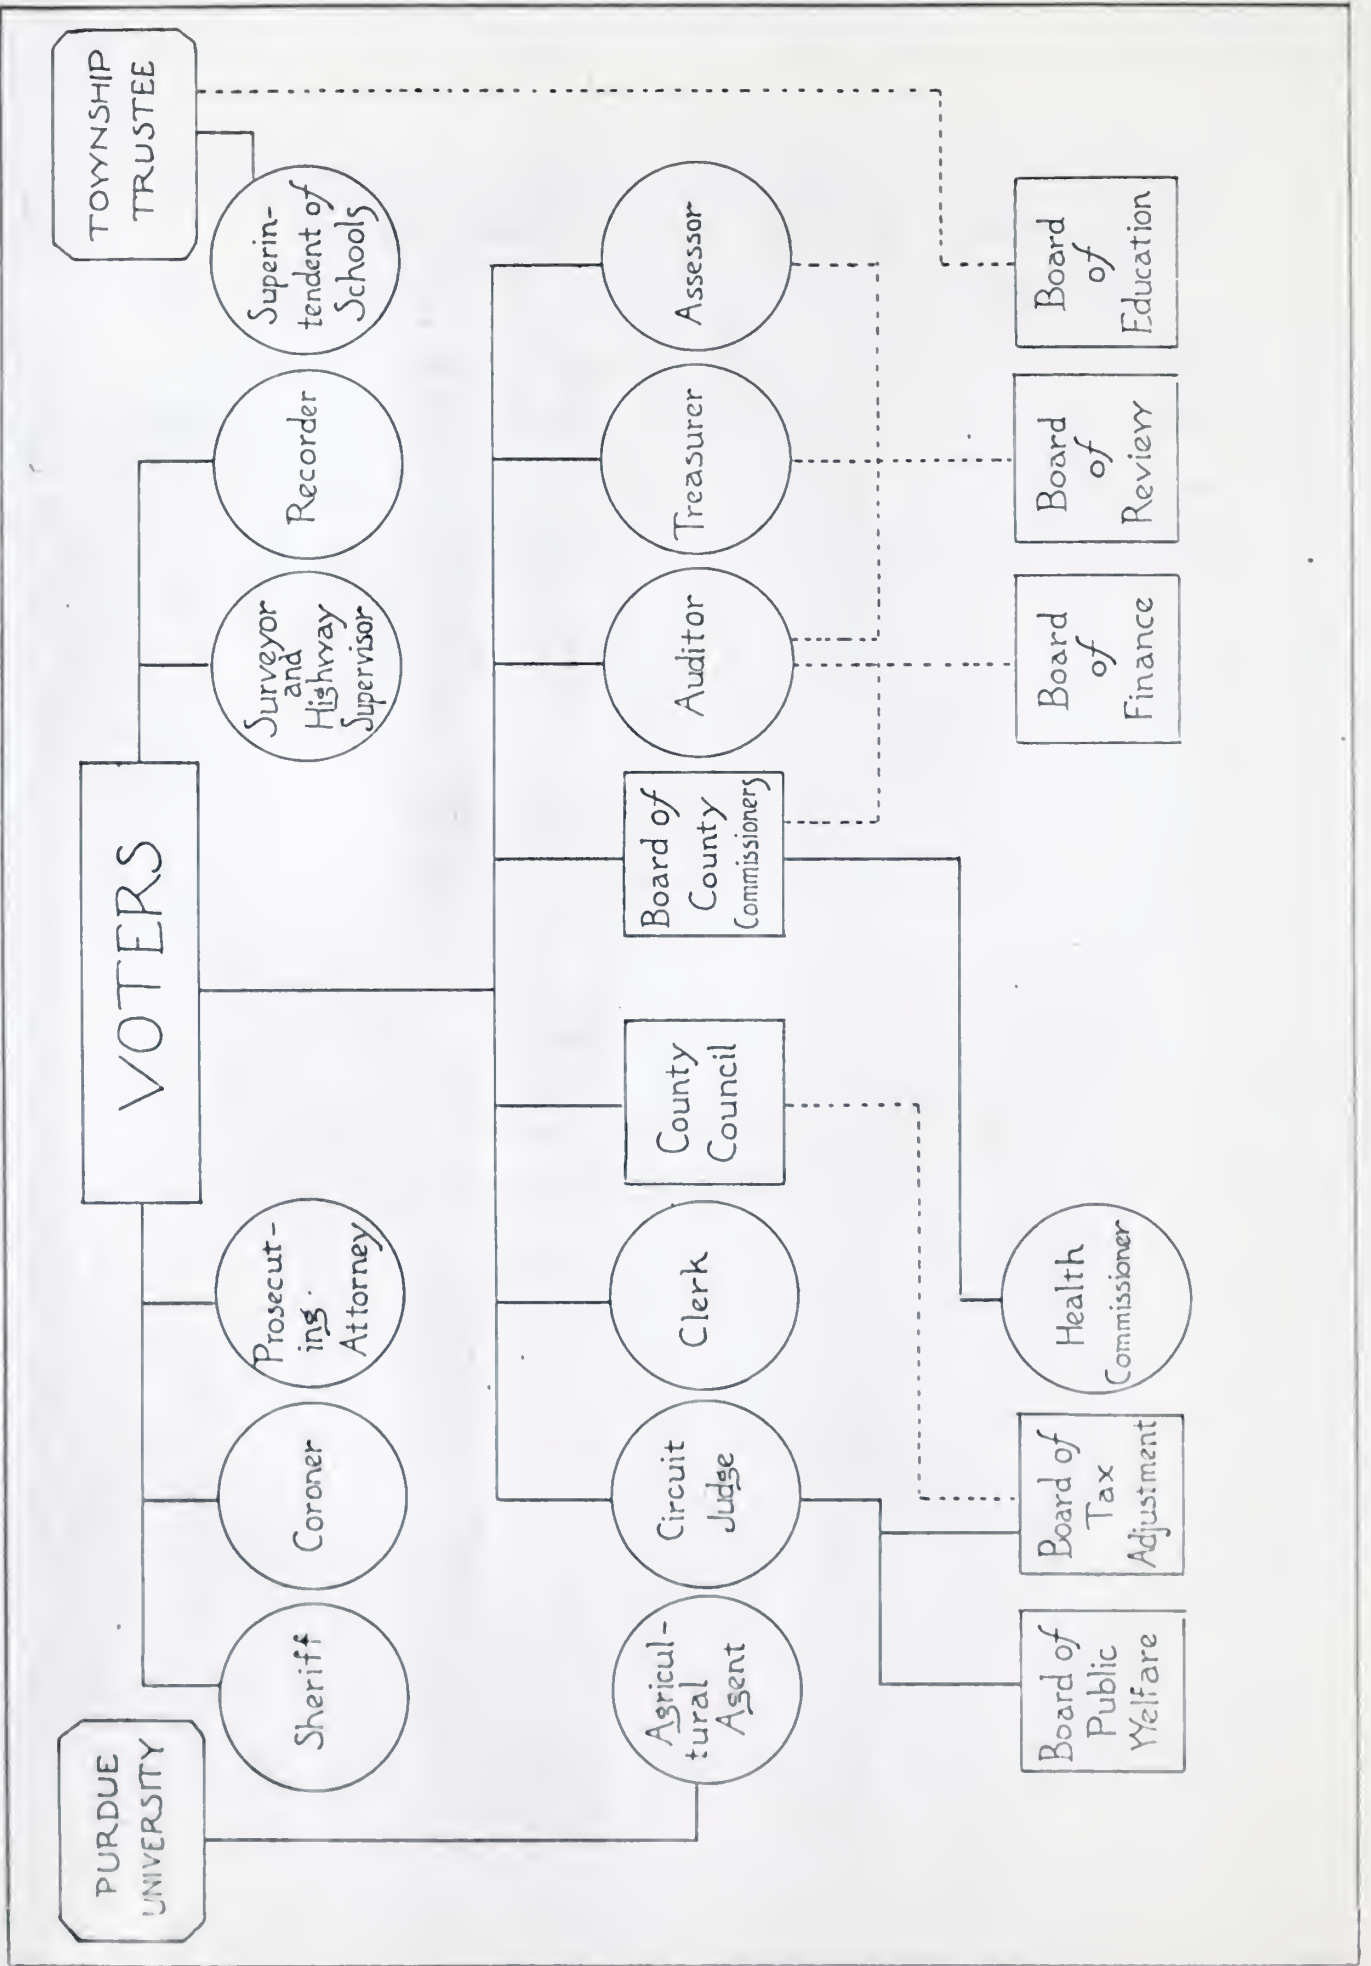 PURDUE
UNIVERSITY
VOTERS
TOWNSHIP
TRUSTEE
Sheriff
Coroner
Prosecut-
ing
Attorney
Surveyor
and
Highway
Supervisor
Recorder
Superin-
tendent of
Schools
Agricul-
tural
Agent
Circuit
Judge
Clerk
County
Council
Board of
County
Commissioners
Auditor
Treasurer
Assessor
Board of
Public
Welfare
Board of
Tax
Adjustment
Health
Commissioner
Board
of
Finance
Board
of
Review
Board
of
Education